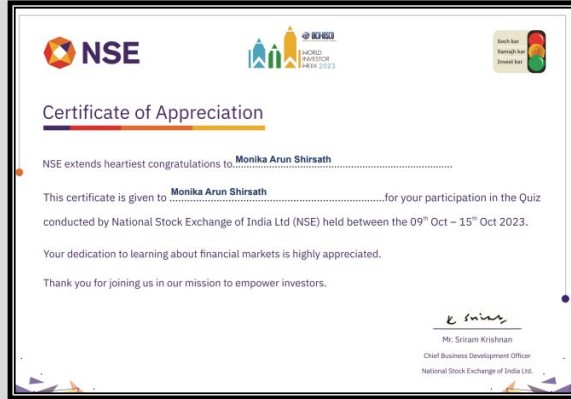 NSE
WORLD
INVESTOR
WEEK 2023
Soch kar
Samajh kar
Invest kar
Certificate of Appreciation
NSE extends heartiest congratulations to Monika Arun Shirsath
This certificate is given to Monika Arun Shirsath for your participation in the Quiz
conducted by National Stock Exchange of India Ltd (NSE) held between the 09th Oct – 15th Oct 2023.
Your dedication to learning about financial markets is highly appreciated.
Thank you for joining us in our mission to empower investors.
Mr. Sriram Krishnan
Chief Business Development Officer
National Stock Exchange of India Ltd.